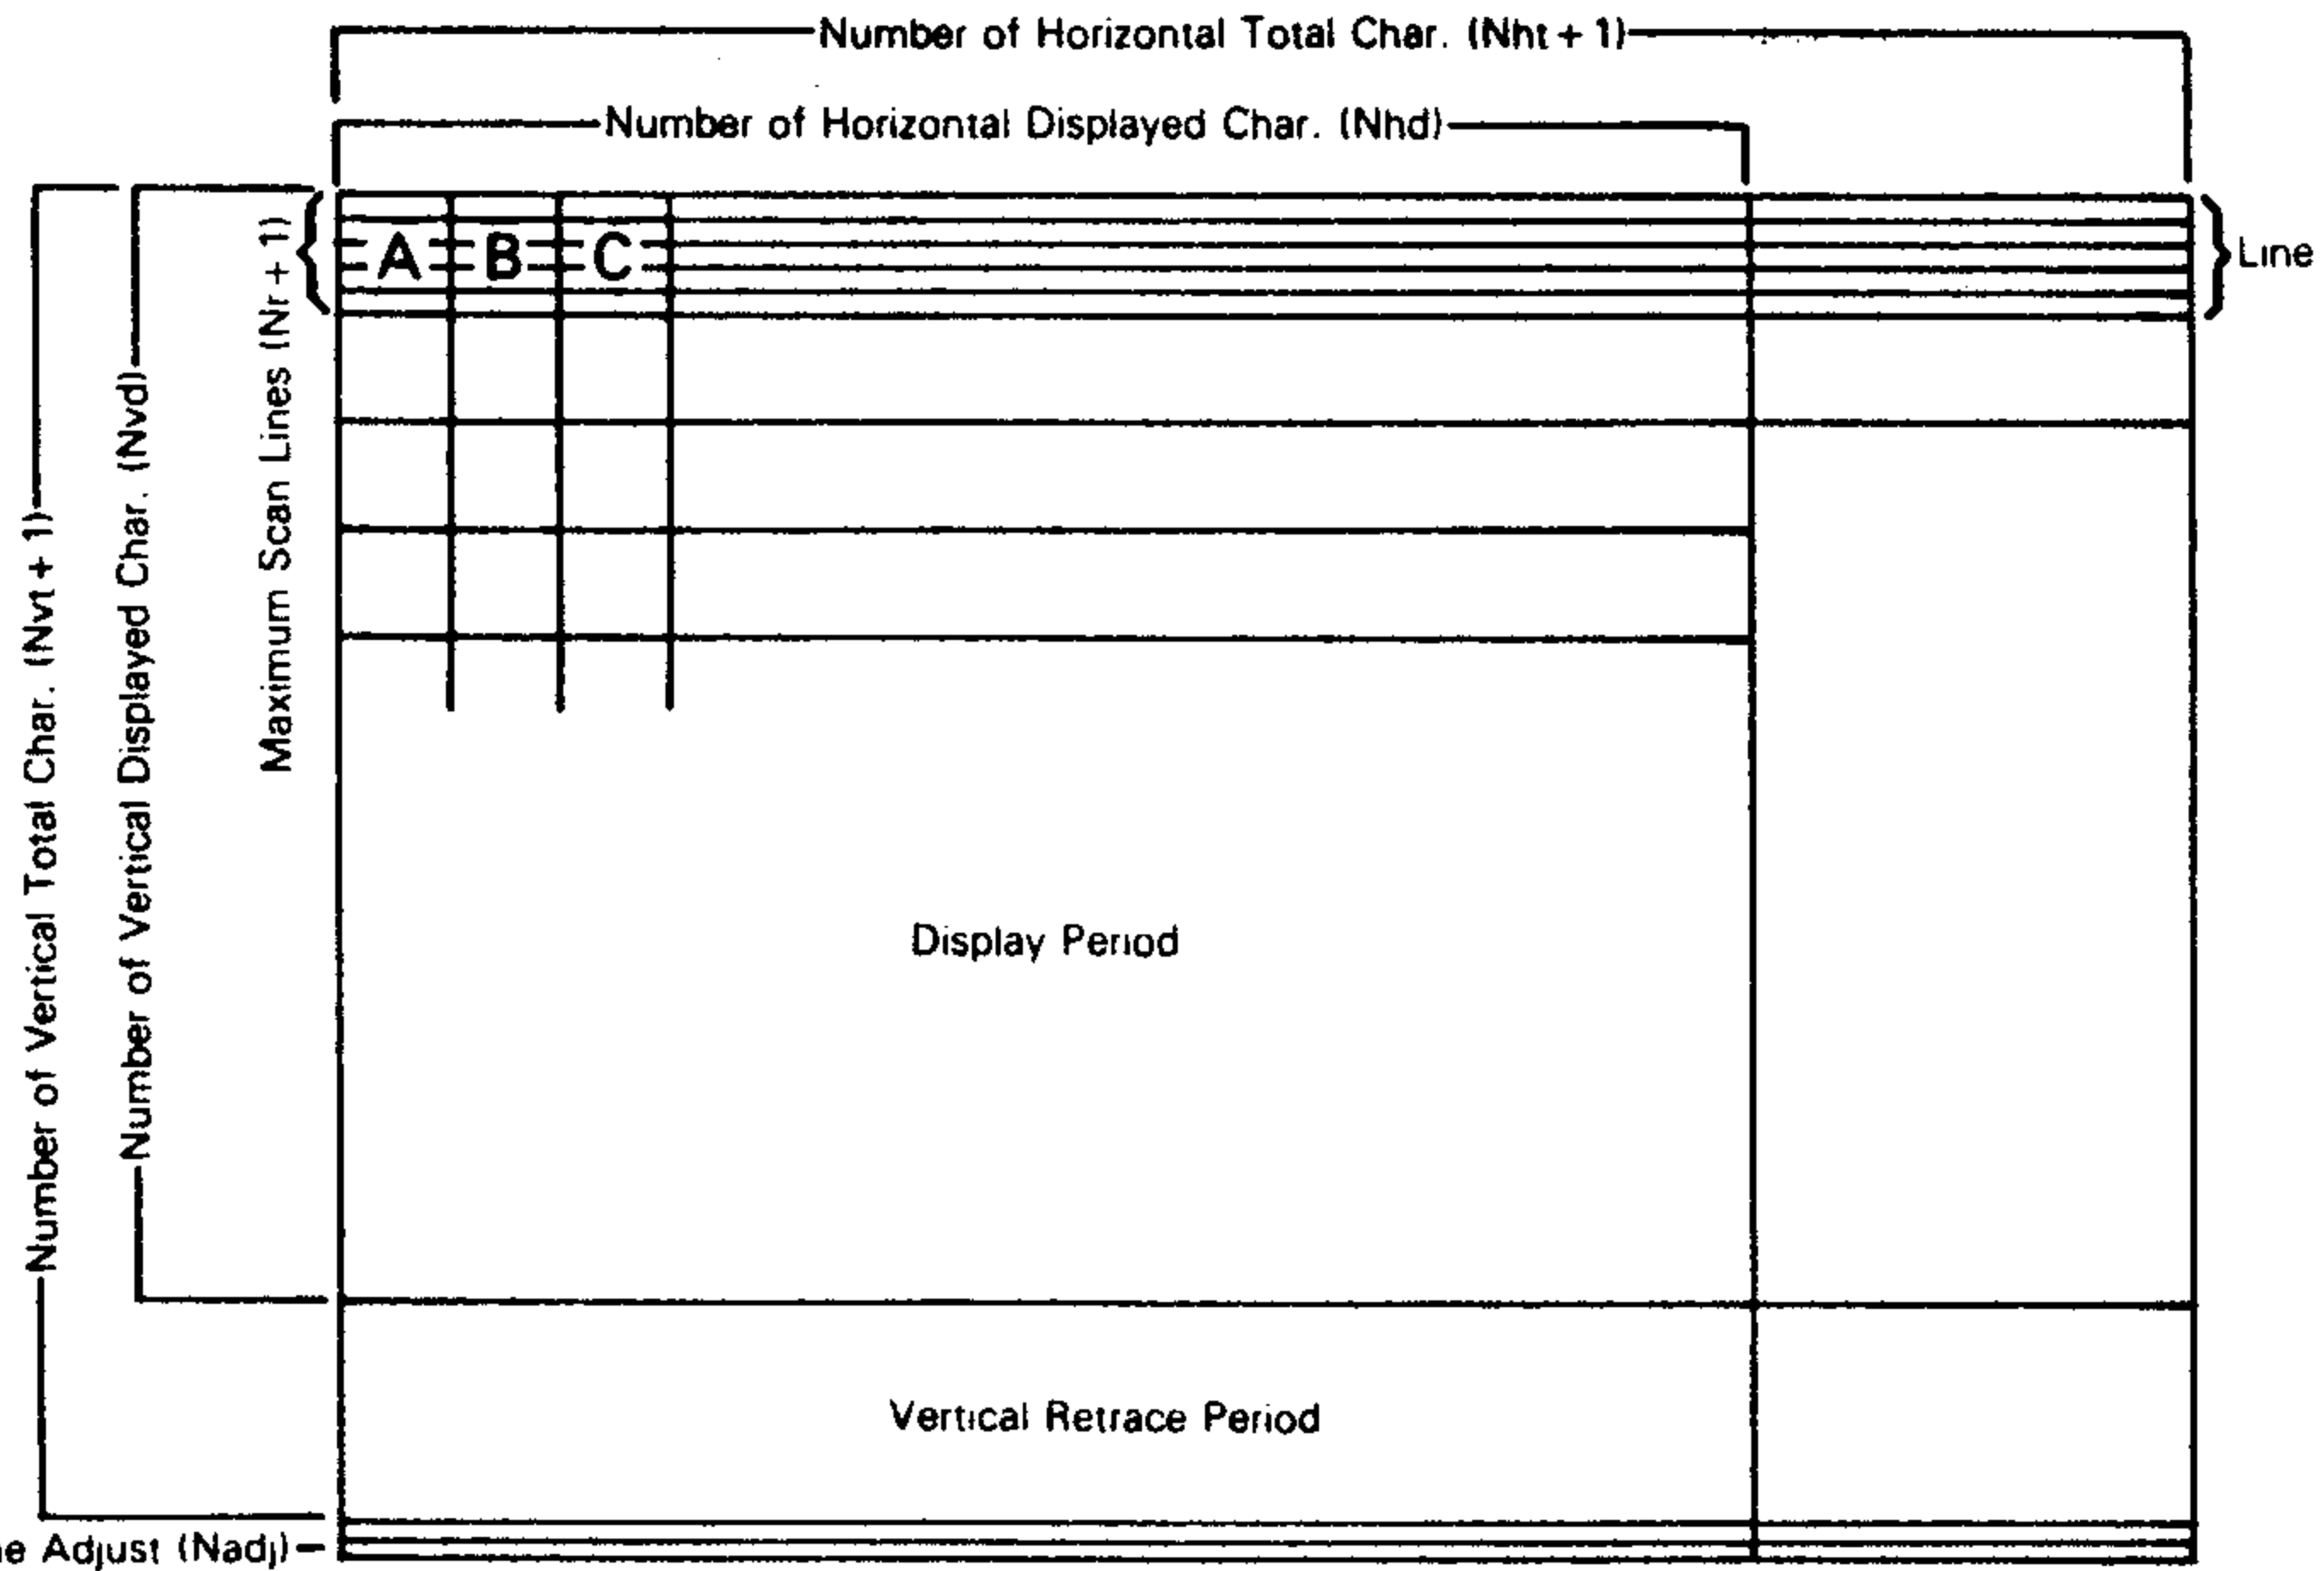 Number of Horizontal Total Char. (Nht + 1)
Number of Horizontal Displayed Char. (Nhd)
Number of Vertical Total Char. (Nvt + 1)
Number of Vertical Displayed Char. (Nvd)
Maximum Scan Lines (Nr + 1)
A B C
Line
Display Period
Vertical Retrace Period
Adjust (Nadj)